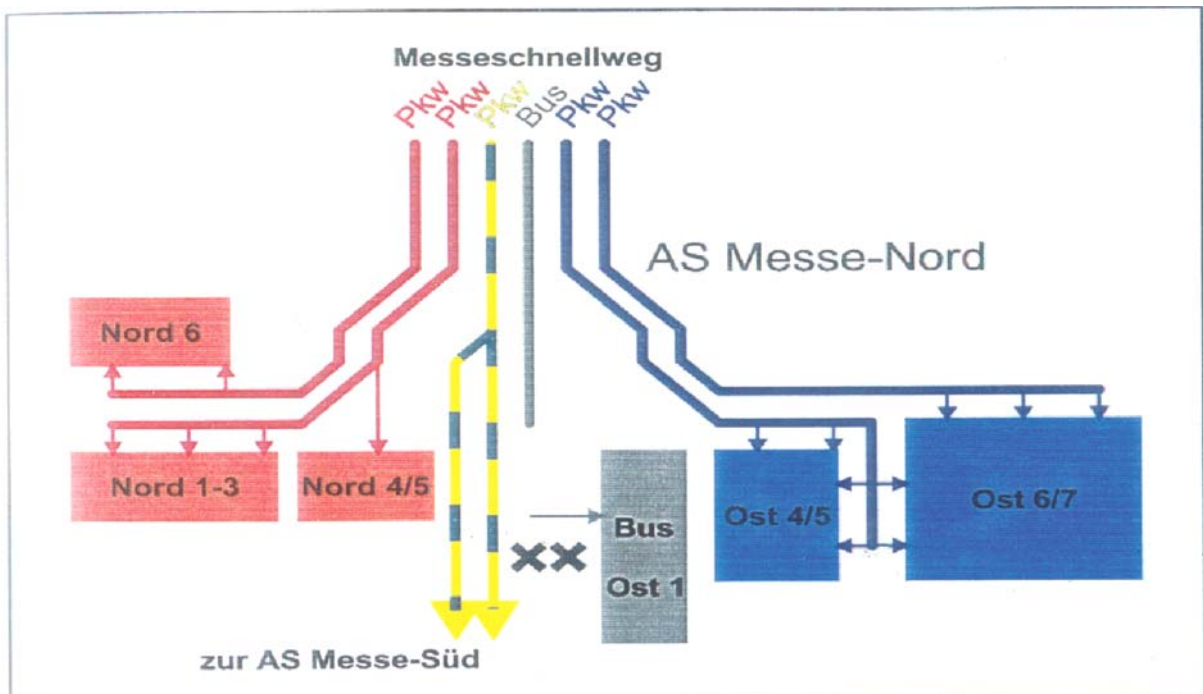 Messeschnellweg
Pkw
Pkw
Pkw
Bus
Pkw
Pkw
AS Messe-Nord
Nord 6
Nord 1-3
Nord 4/5
Bus
Ost 1
Ost 4/5
Ost 6/7
zur AS Messe-Süd